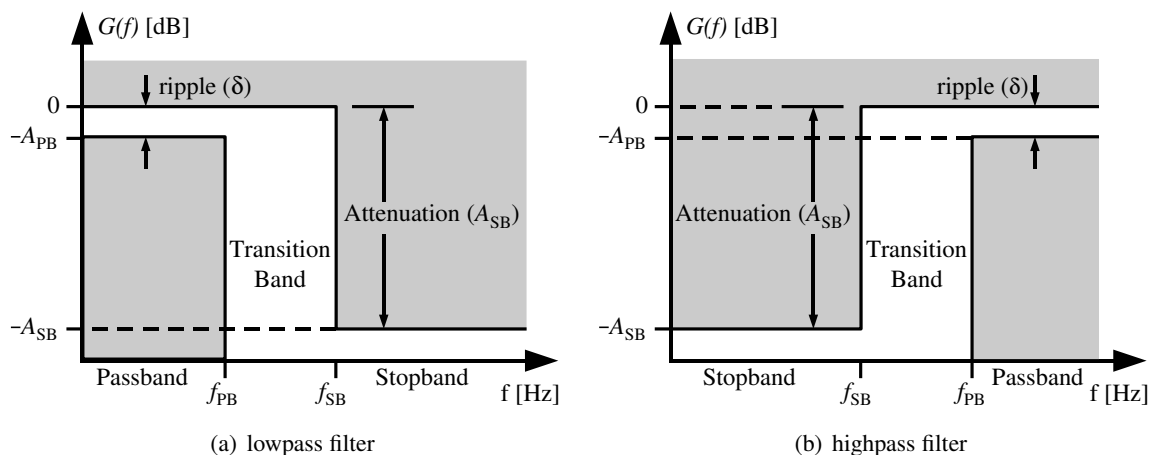 G(f) [dB]
ripple (δ)
0
–A_PB
Attenuation (A_SB)
Transition
Band
–A_SB
Passband
Stopband
f_PB
f_SB
f [Hz]
(a) lowpass filter
G(f) [dB]
ripple (δ)
0
–A_PB
Attenuation (A_SB)
Transition
Band
–A_SB
Stopband
Passband
f_SB
f_PB
f [Hz]
(b) highpass filter